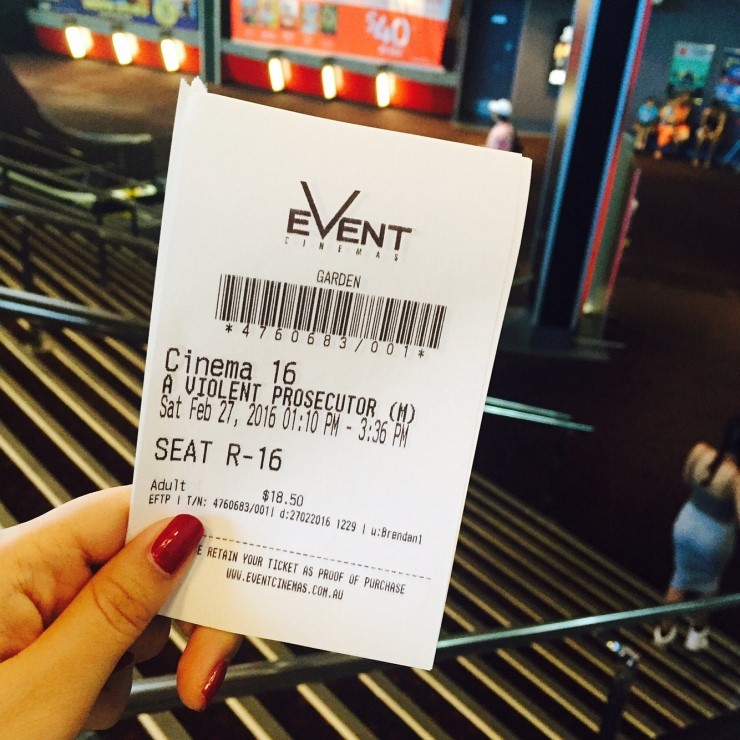 $40
EVENT
CINEMAS
GARDEN
*4760683/001*
Cinema 16
A VIOLENT PROSECUTOR (M)
Sat Feb 27, 2016 01:10 PM - 3:36 PM
SEAT R-16
Adult $18.50
EFTP | T/N: 4760683/001| d:27022016 1229 | u:Brendan1
E RETAIN YOUR TICKET AS PROOF OF PURCHASE
WWW.EVENTCINEMAS.COM.AU